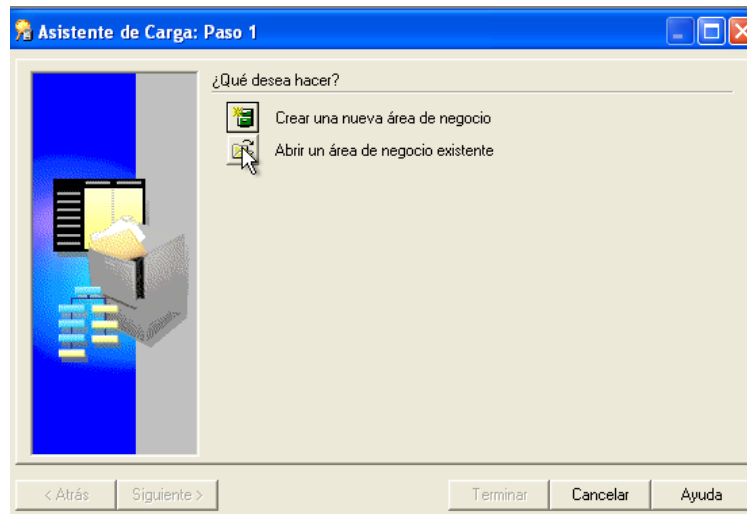 Asistente de Carga: Paso 1
¿Qué desea hacer?
Crear una nueva área de negocio
Abrir un área de negocio existente
< Atrás Siguiente > Terminar Cancelar Ayuda